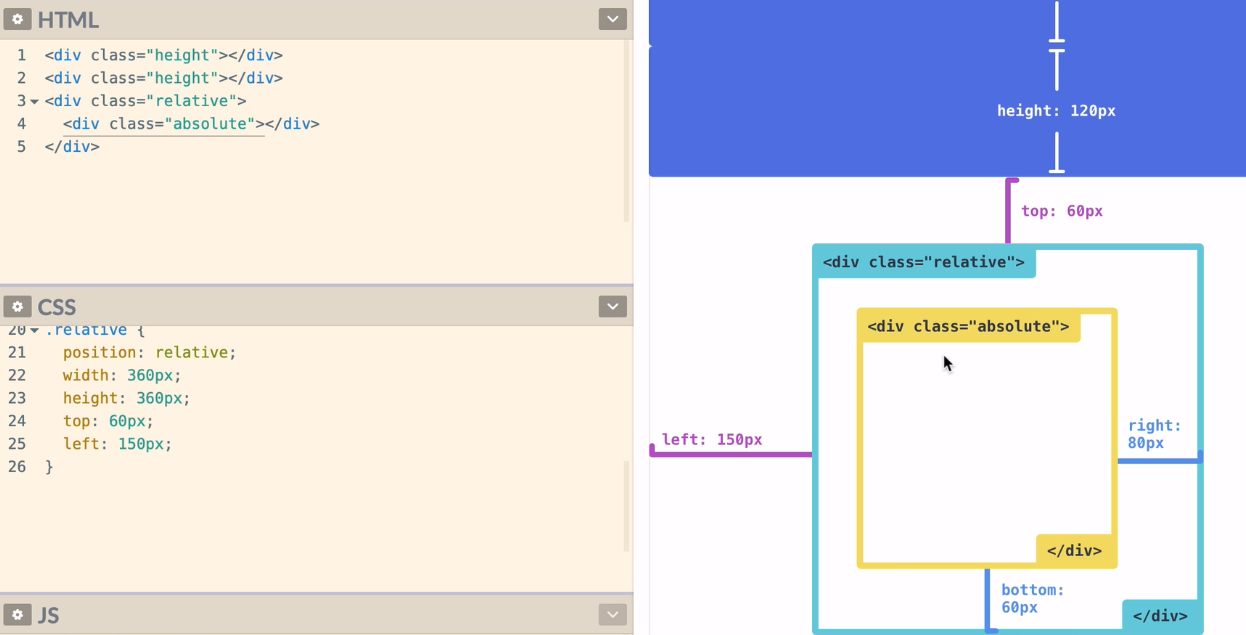 HTML
1 <div class="height"></div>
2 <div class="height"></div>
3 <div class="relative">
4 <div class="absolute"></div>
5 </div>
CSS
20 .relative {
21 position: relative;
22 width: 360px;
23 height: 360px;
24 top: 60px;
25 left: 150px;
26 }
JS
height: 120px
top: 60px
<div class="relative">
<div class="absolute">
left: 150px
right:
80px
</div>
bottom:
60px
</div>